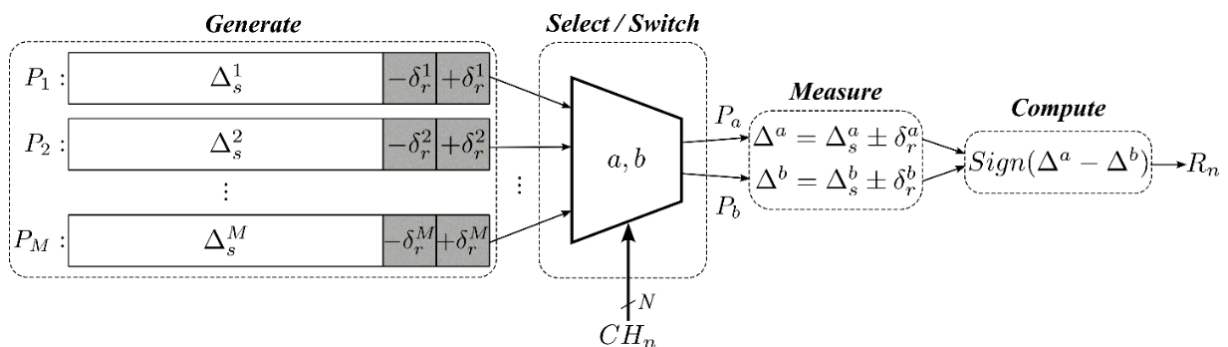 Generate
Select / Switch
Measure
Compute
P_1 : Δ_s^1 −δ_r^1 +δ_r^1
P_2 : Δ_s^2 −δ_r^2 +δ_r^2
⋮
P_M : Δ_s^M −δ_r^M +δ_r^M
⋮
a, b
CH_n
N
P_a
P_b
Δ^a = Δ_s^a ± δ_r^a
Δ^b = Δ_s^b ± δ_r^b
Sign(Δ^a − Δ^b)
R_n